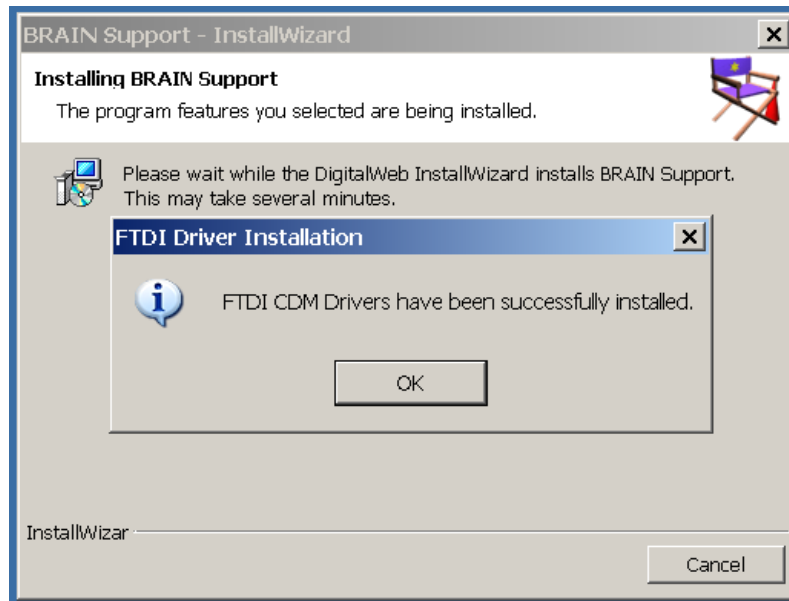 BRAIN Support - InstallWizard
Installing BRAIN Support
The program features you selected are being installed.
Please wait while the DigitalWeb InstallWizard installs BRAIN Support.
This may take several minutes.
FTDI Driver Installation
FTDI CDM Drivers have been successfully installed.
OK
InstallWizar
Cancel